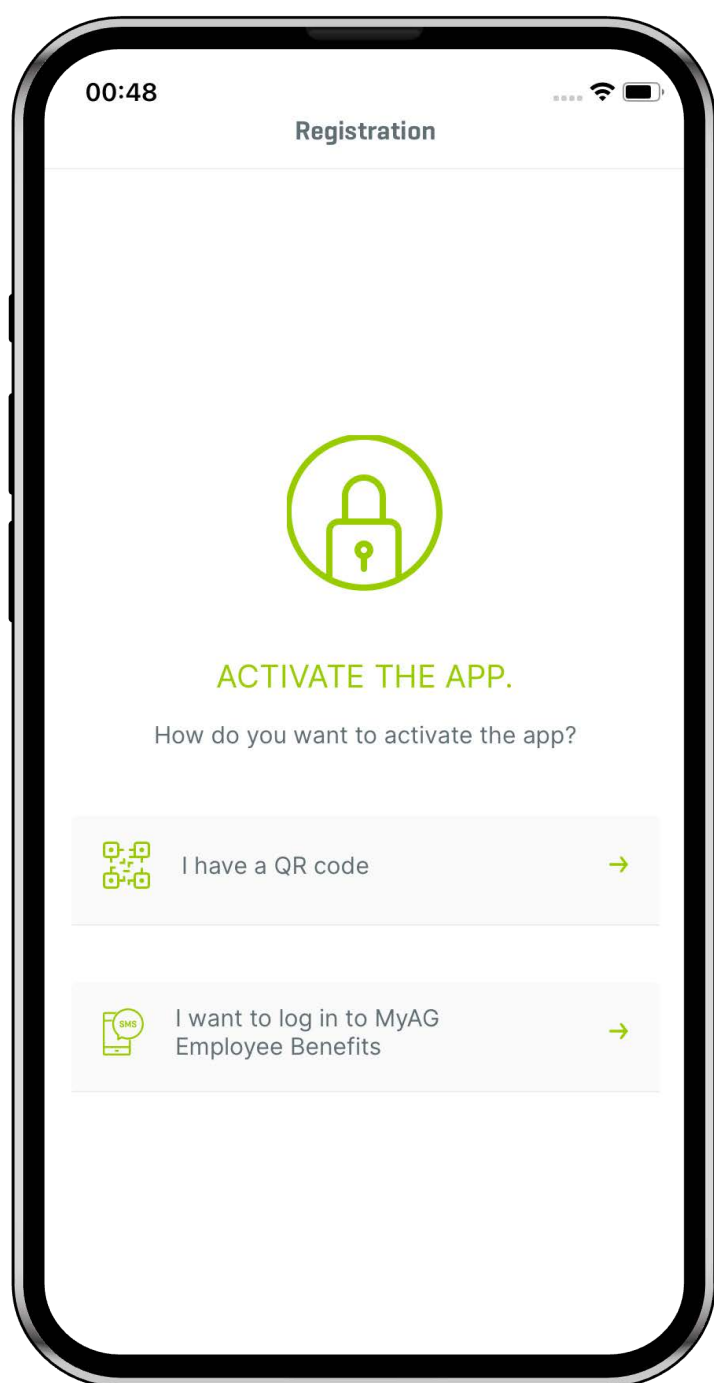 00:48
Registration
ACTIVATE THE APP.
How do you want to activate the app?
I have a QR code
SMS
I want to log in to MyAG
Employee Benefits